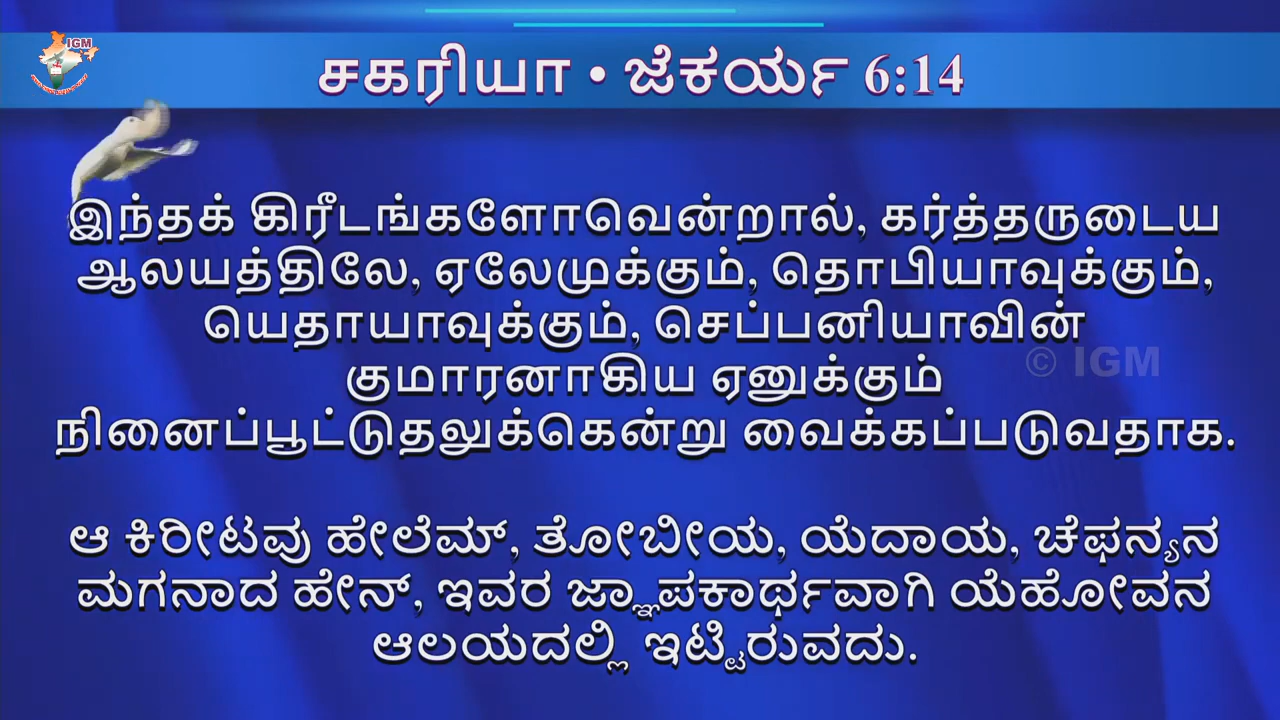 IGM
சகரியா • ಜೆಕರ್ಯ 6:14
இந்தக் கிரீடங்களோவென்றால், கர்த்தருடைய
ஆலயத்திலே, ஏலேமுக்கும், தொபியாவுக்கும்,
யெதாயாவுக்கும், செப்பனியாவின்
© IGM
குமாரனாகிய ஏனுக்கும்
நினைப்பூட்டுதலுக்கென்று வைக்கப்படுவதாக.
ಆ ಕಿರೀಟವು ಹೇಲೆಮ್, ತೋಬೀಯ, ಯೆದಾಯ, ಚೆಫನ್ಯನ
ಮಗನಾದ ಹೇನ್, ಇವರ ಜ್ಞಾಪಕಾರ್ಥವಾಗಿ ಯೆಹೋವನ
ಆಲಯದಲ್ಲಿ ಇಟ್ಟಿರುವದು.